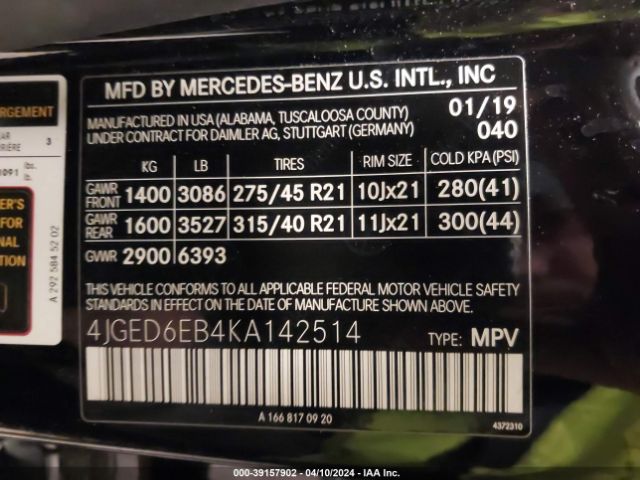 MFD BY MERCEDES-BENZ U.S. INTL., INC
MANUFACTURED IN USA (ALABAMA, TUSCALOOSA COUNTY) 01/19
UNDER CONTRACT FOR DAIMLER AG, STUTTGART (GERMANY) 040
KG LB TIRES RIM SIZE COLD KPA (PSI)
GAWR FRONT 1400 3086 275/45 R21 10Jx21 280(41)
GAWR REAR 1600 3527 315/40 R21 11Jx21 300(44)
GVWR 2900 6393
THIS VEHICLE CONFORMS TO ALL APPLICABLE FEDERAL MOTOR VEHICLE SAFETY
STANDARDS IN EFFECT ON THE DATE OF MANUFACTURE SHOWN ABOVE.
4JGED6EB4KA142514 TYPE: MPV
A 166 817 09 20
4372310
3
lbs.
lb.
A 292 584 52 02
FOR
000-39157902 - 04/10/2024 - IAA Inc.